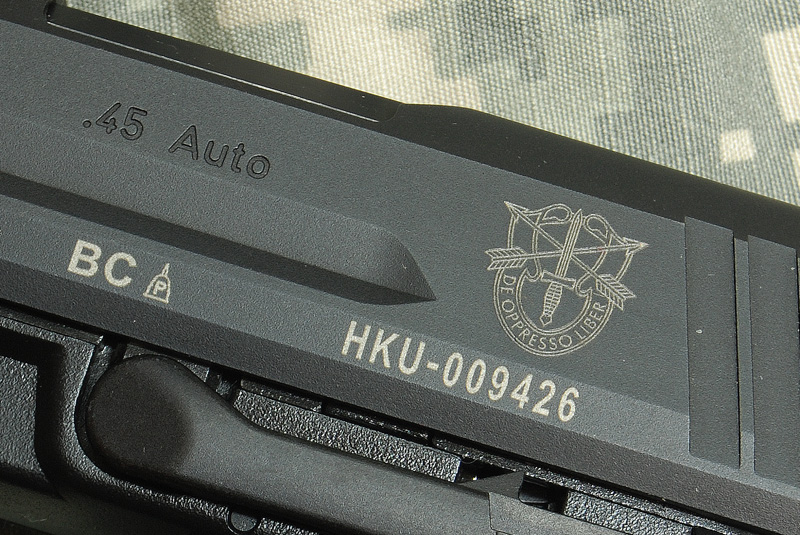 .45 Auto
BC P
DE OPPRESSO LIBER
HKU-009426